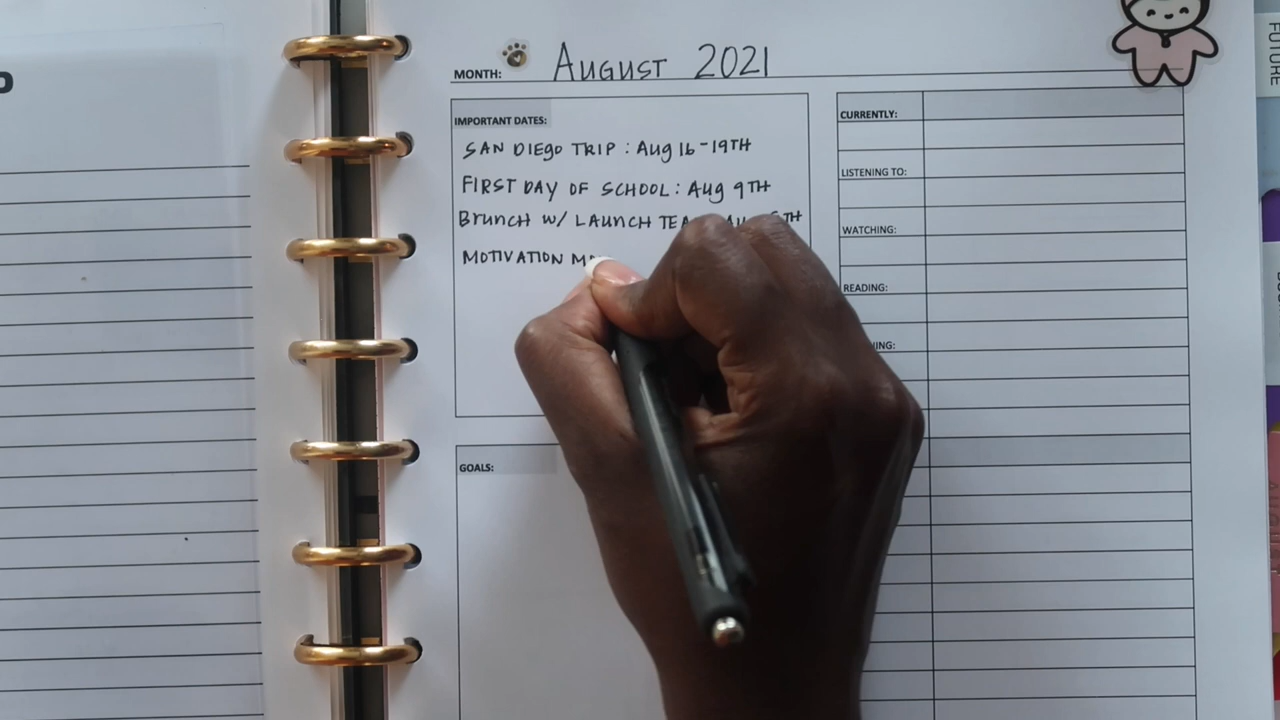 MONTH: AUGUST 2021
IMPORTANT DATES:
SAN DIEGO TRIP : Aug 16-19TH
FIRST DAY OF SCHOOL : Aug 9TH
Brunch w/ LAUNCH
MOTIVATION
GOALS:
CURRENTLY:
LISTENING TO:
WATCHING:
READING:
FUTURE